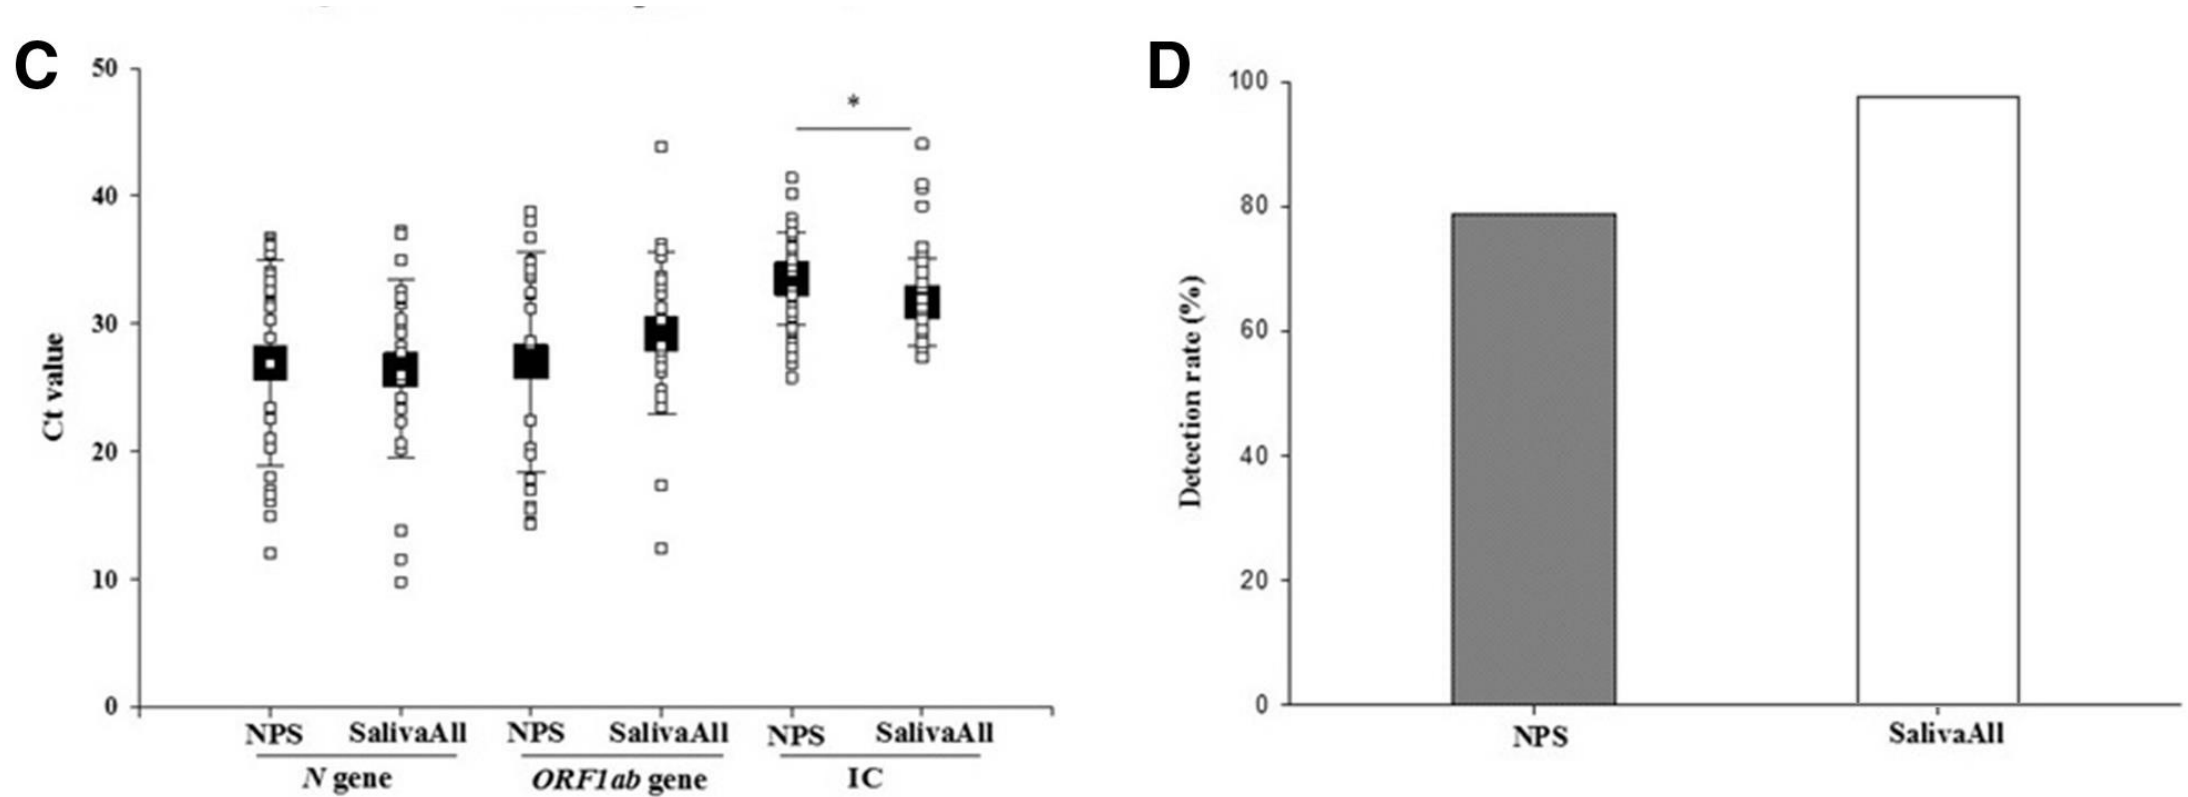 C
50
40
30
20
10
0
Ct value
*
NPS SalivaAll NPS SalivaAll NPS SalivaAll
N gene ORF1ab gene IC
D
100
80
60
40
20
0
Detection rate (%)
NPS SalivaAll